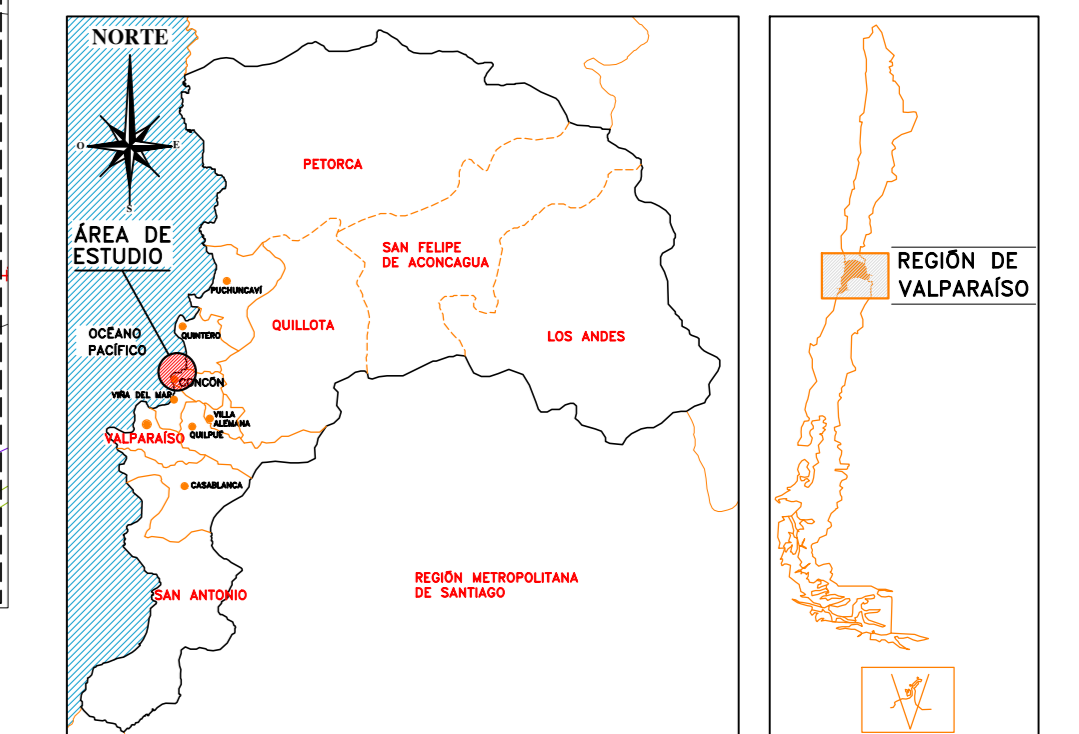 NORTE
O
E
S
ÁREA DE
ESTUDIO
OCÉANO
PACÍFICO
PETORCA
SAN FELIPE
DE ACONCAGUA
PUCHUNCAVÍ
QUINTERO
QUILLOTA
LOS ANDES
CONCÓN
VIÑA DEL MAR
VILLA
ALEMANA
QUILPUÉ
VALPARAÍSO
CASABLANCA
SAN ANTONIO
REGIÓN METROPOLITANA
DE SANTIAGO
REGIÓN DE
VALPARAÍSO